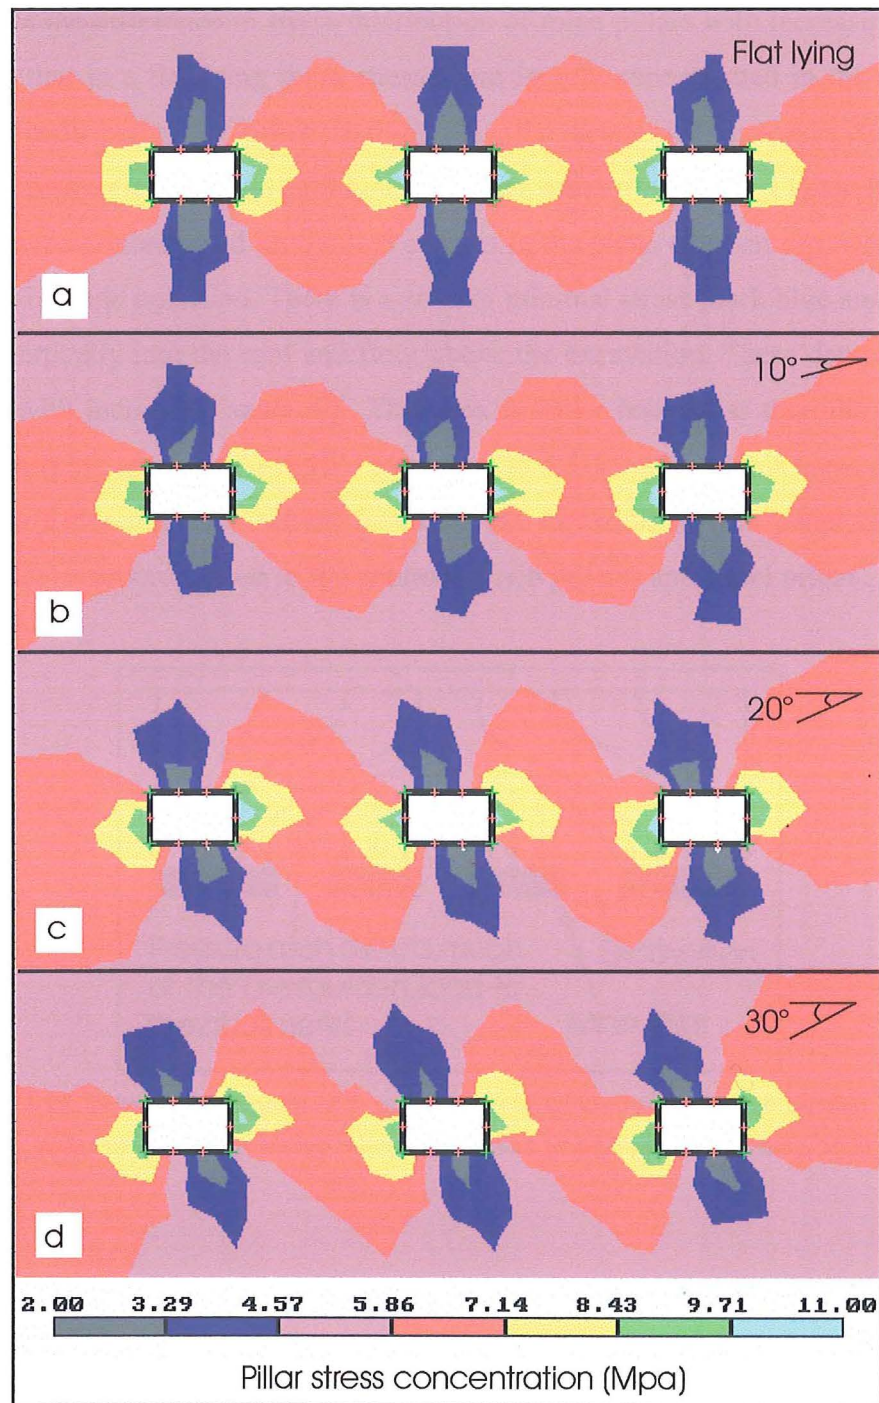 Flat lying
a
10°
b
20°
c
30°
d
2.00 3.29 4.57 5.86 7.14 8.43 9.71 11.00
Pillar stress concentration (Mpa)